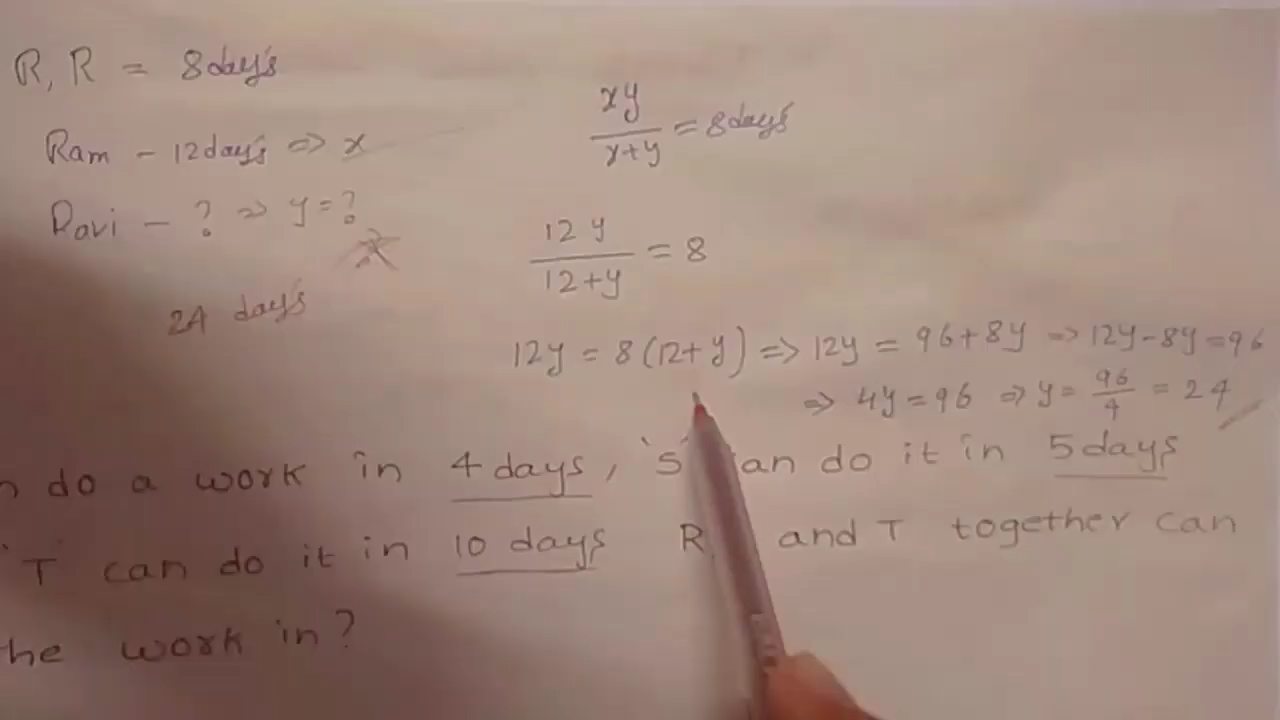 R, R = 8 days
Ram - 12 days => x
Ravi - ? => y = ?
24 days
xy/x+y = 8 days
12 y/12+y = 8
12y = 8(12+y) => 12y = 96+8y => 12y-8y=96
=> 4y=96 => y= 96/4 = 24
do a work in 4 days, 'S' an do it in 5 days
T can do it in 10 days R and T together can
he work in?